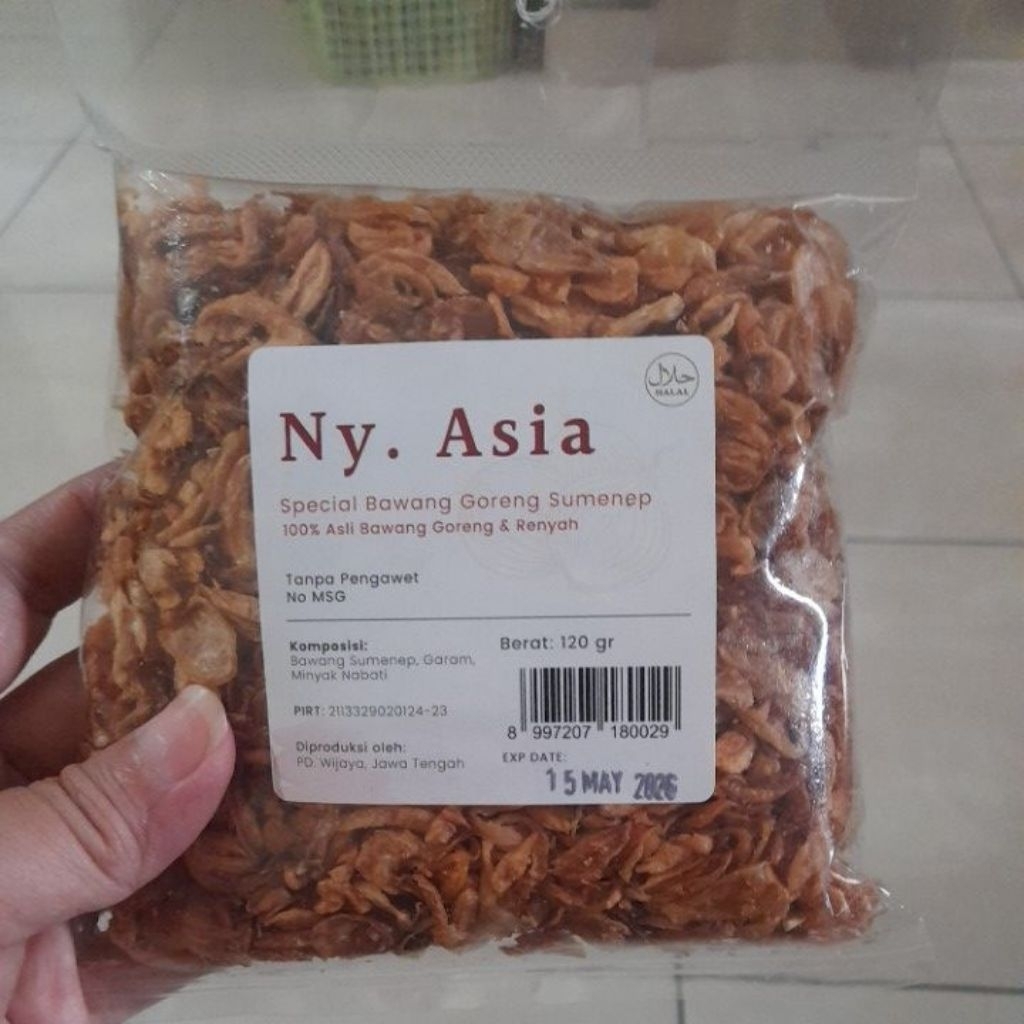 حلال
HALAL
Ny. Asia
Special Bawang Goreng Sumenep
100% Asli Bawang Goreng & Renyah
Tanpa Pengawet
No MSG
Komposisi:
Bawang Sumenep, Garam,
Minyak Nabati
PIRT: 2113329020124-23
Diproduksi oleh:
PD. Wijaya, Jawa Tengah
Berat: 120 gr
8 997207 180029
EXP DATE:
15 MAY 2026